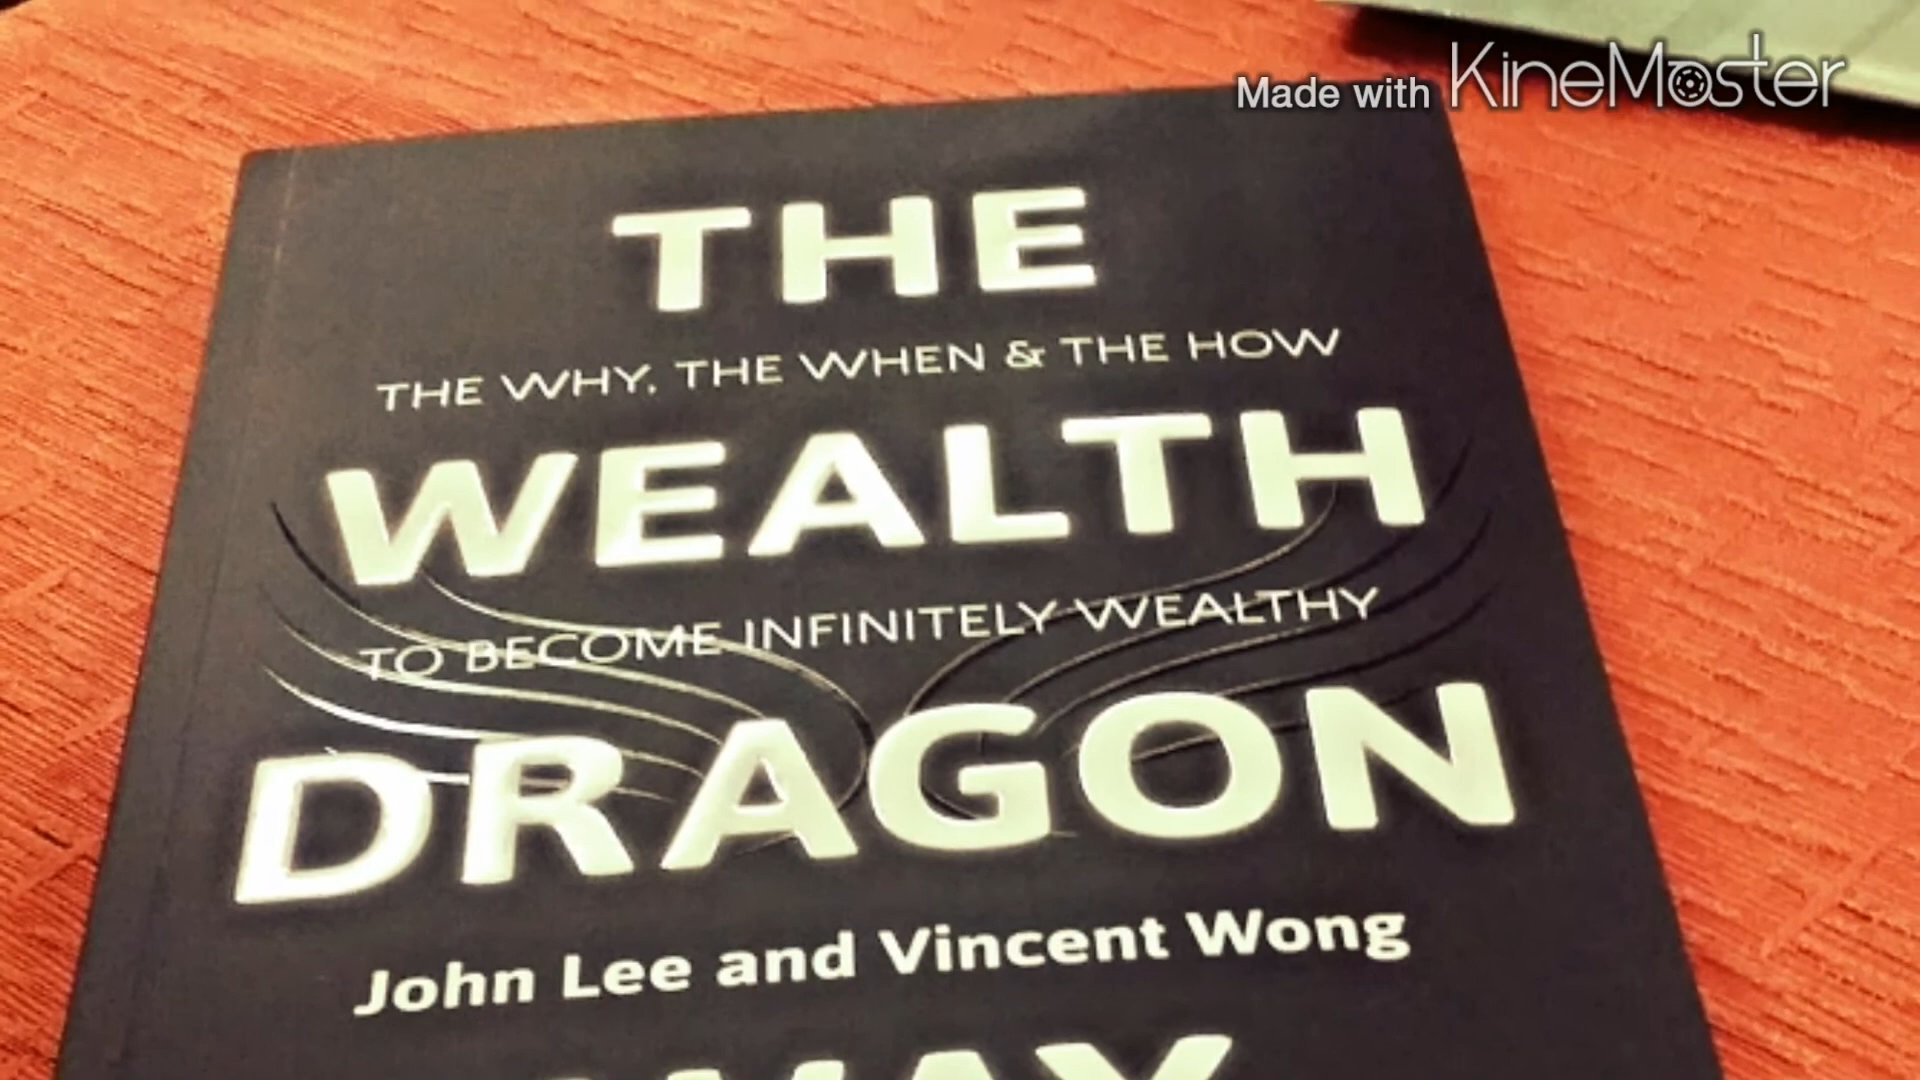 Made with KineMaster
THE
THE WHY, THE WHEN & THE HOW
WEALTH
TO BECOME INFINITELY WEALTHY
DRAGON
John Lee and Vincent Wong
WAY